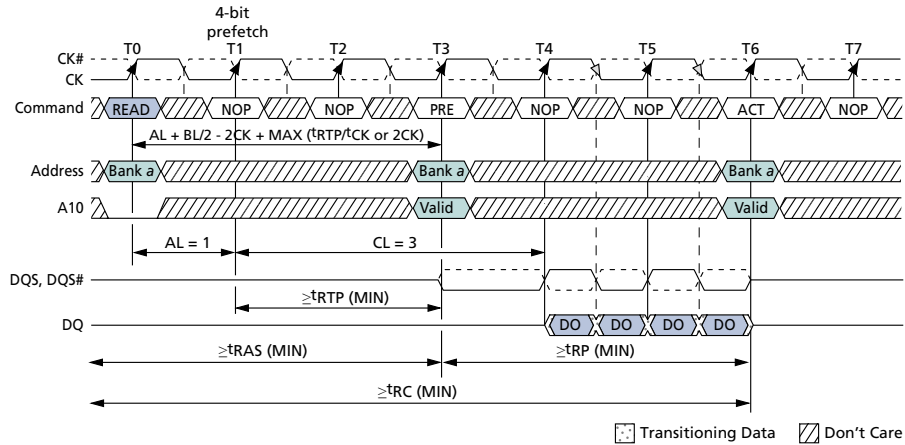 4-bit
prefetch
T0 T1 T2 T3 T4 T5 T6 T7
CK#
CK
Command READ NOP NOP PRE NOP NOP ACT NOP
AL + BL/2 - 2CK + MAX (tRTP/tCK or 2CK)
Address Bank a Bank a Bank a
A10 Valid Valid
AL = 1 CL = 3
DQS, DQS#
≥tRTP (MIN)
DQ DO DO DO DO
≥tRAS (MIN) ≥tRP (MIN)
≥tRC (MIN)
Transitioning Data Don't Care